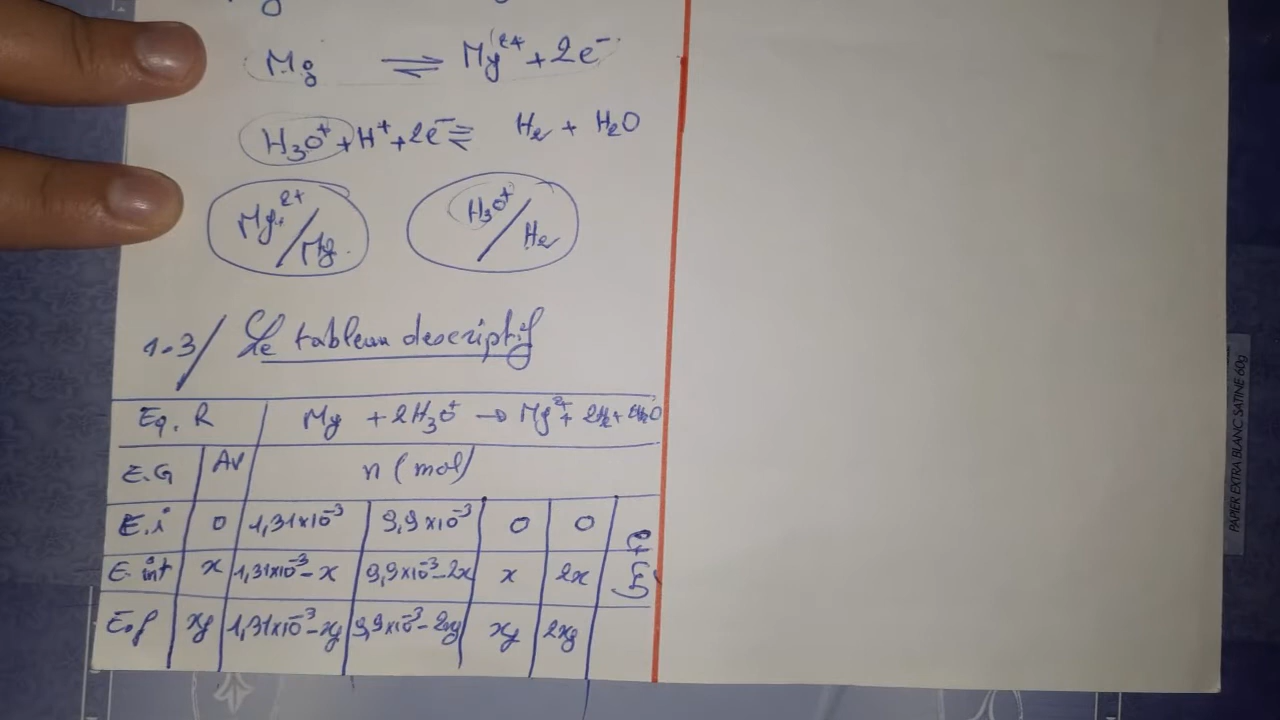 Mg ⇌ Mg²⁺ + 2e⁻
H₃O⁺ + H⁺ + 2e⁻ ⇌ H₂ + H₂O
Mg²⁺/Mg H₃O⁺/H₂
1.3/ Le tableau descriptif
Eq. R Mg + 2H₃O⁺ → Mg²⁺ + 2H₂ + H₂O
E.G Av n (mol)
E.i 0 1,31×10⁻³ 9,9×10⁻³ 0 0
E. int x 1,31×10⁻³-x 9,9×10⁻³-2x x 2x
E.f xf 1,31×10⁻³-xf 9,9×10⁻³-2xf xf 2xf
PAPIER EXTRA BLANC SATINE 60g